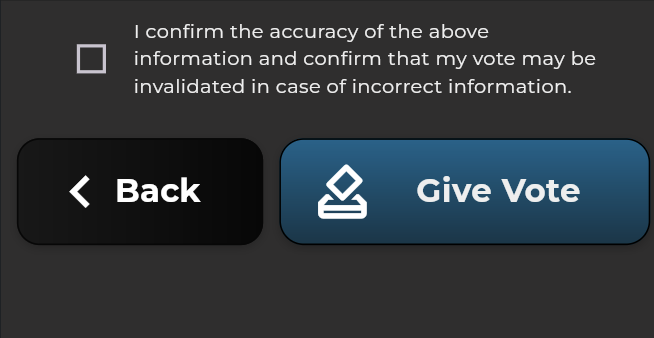 I confirm the accuracy of the above
information and confirm that my vote may be
invalidated in case of incorrect information.
Back
Give Vote